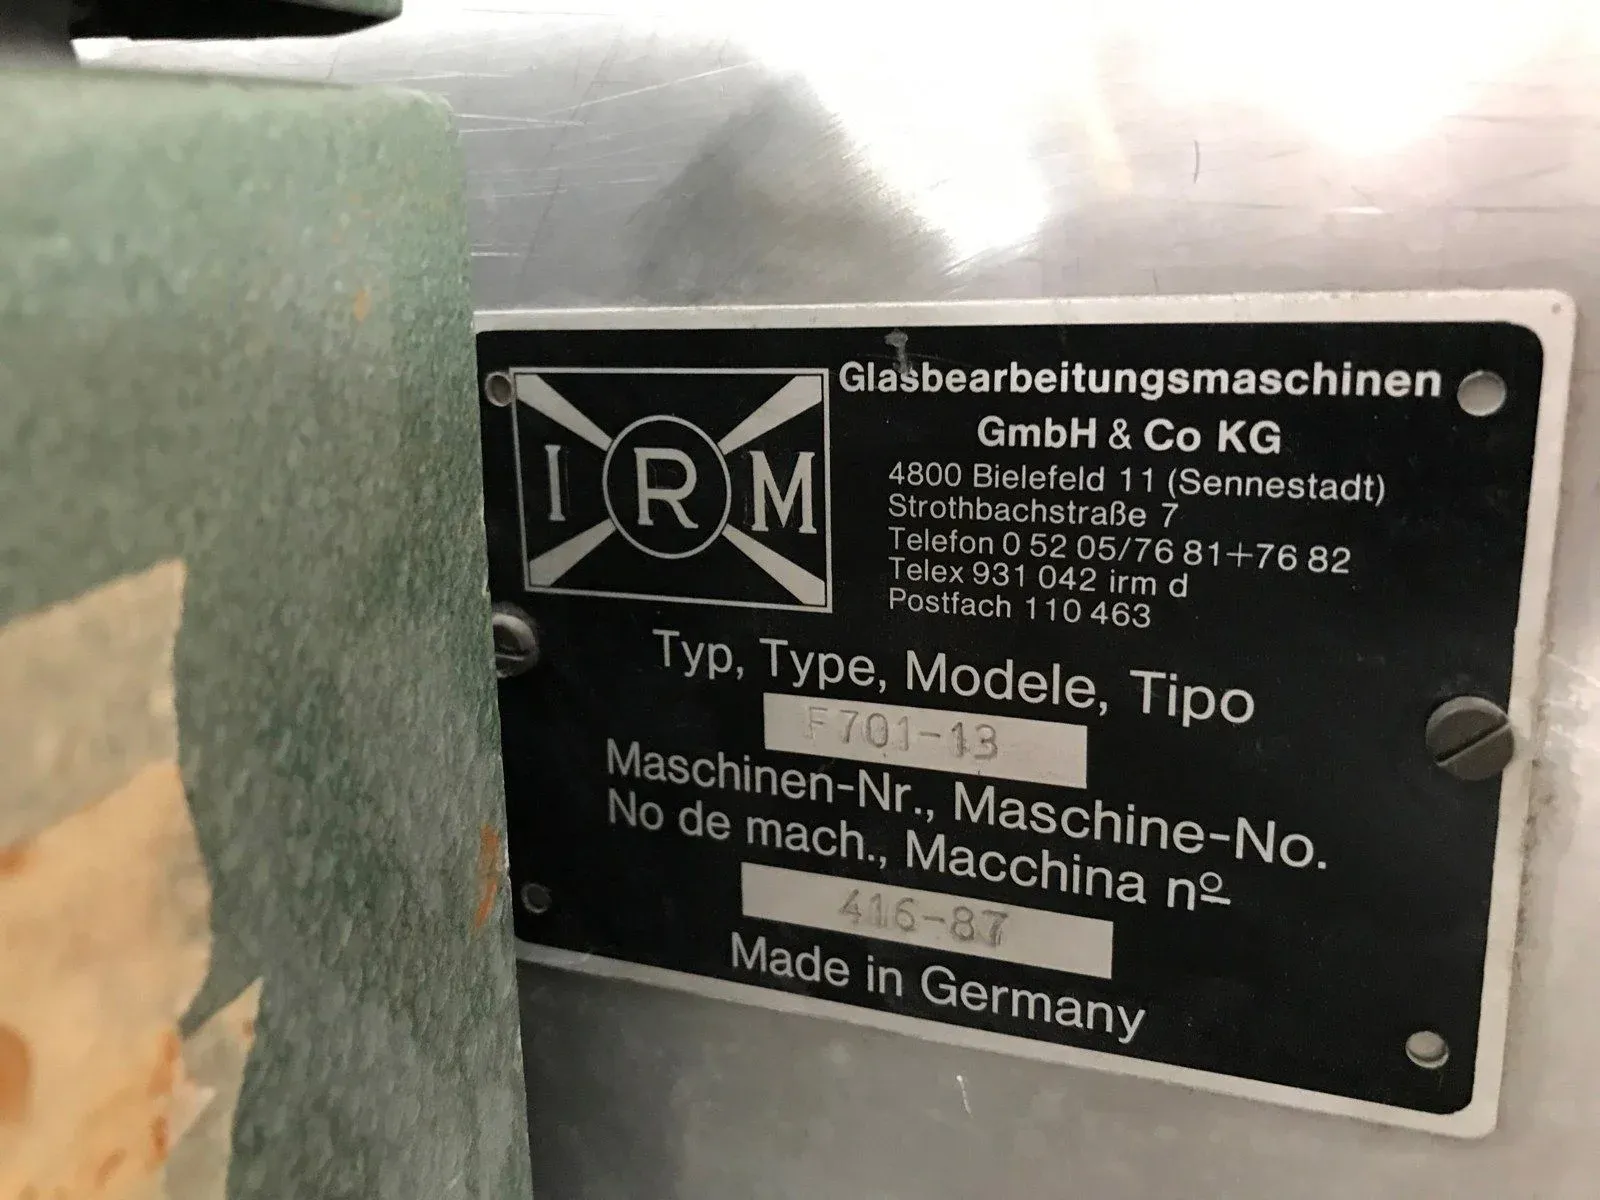 I R M
Glasbearbeitungsmaschinen
GmbH & Co KG
4800 Bielefeld 11 (Sennestadt)
Strothbachstraße 7
Telefon 0 52 05/76 81+76 82
Telex 931 042 irm d
Postfach 110 463
Typ, Type, Modele, Tipo
F701-13
Maschinen-Nr., Maschine-No.
No de mach., Macchina nº
416-87
Made in Germany